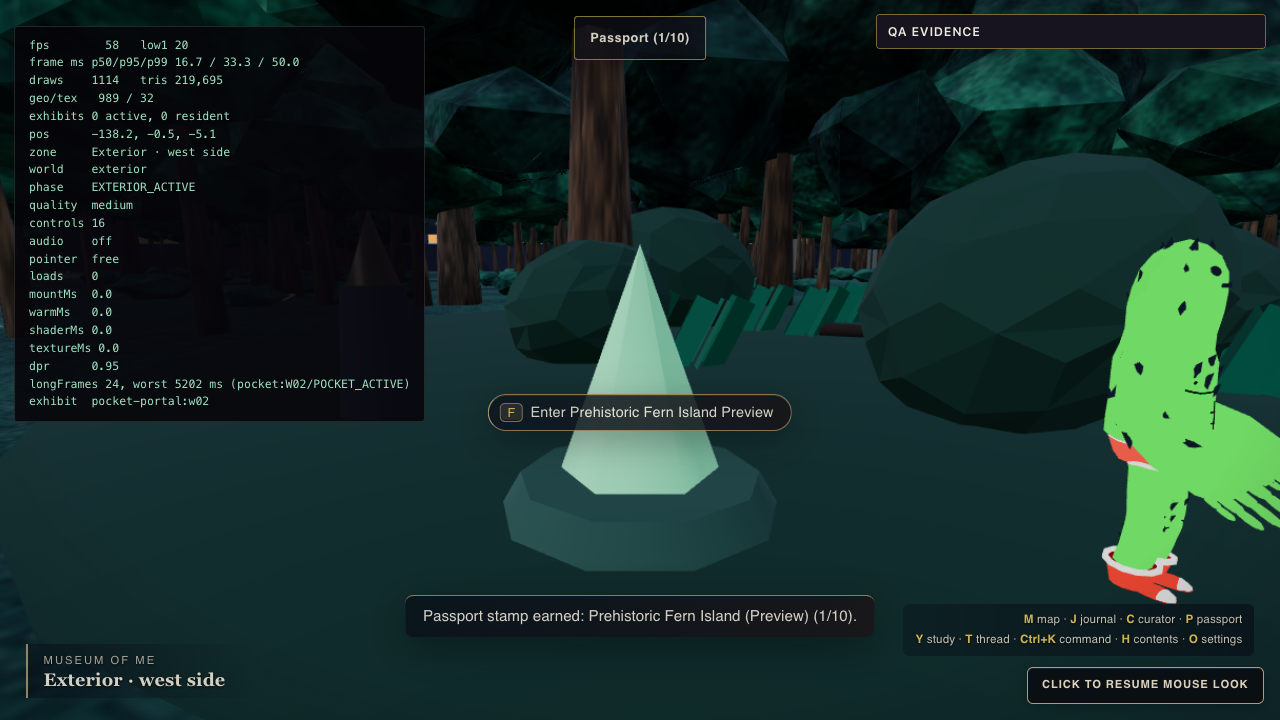 fps 58 low1 20
frame ms p50/p95/p99 16.7 / 33.3 / 50.0
draws 1114 tris 219,695
geo/tex 989 / 32
exhibits 0 active, 0 resident
pos −138.2, −0.5, −5.1
zone Exterior · west side
world exterior
phase EXTERIOR_ACTIVE
quality medium
controls 16
audio off
pointer free
loads 0
mountMs 0.0
warmMs 0.0
shaderMs 0.0
textureMs 0.0
dpr 0.95
longFrames 24, worst 5202 ms (pocket:W02/POCKET_ACTIVE)
exhibit pocket-portal:w02
Passport (1/10)
QA EVIDENCE
F Enter Prehistoric Fern Island Preview
Passport stamp earned: Prehistoric Fern Island (Preview) (1/10).
M map · J journal · C curator · P passport
Y study · T thread · Ctrl+K command · H contents · O settings
MUSEUM OF ME
Exterior · west side
CLICK TO RESUME MOUSE LOOK